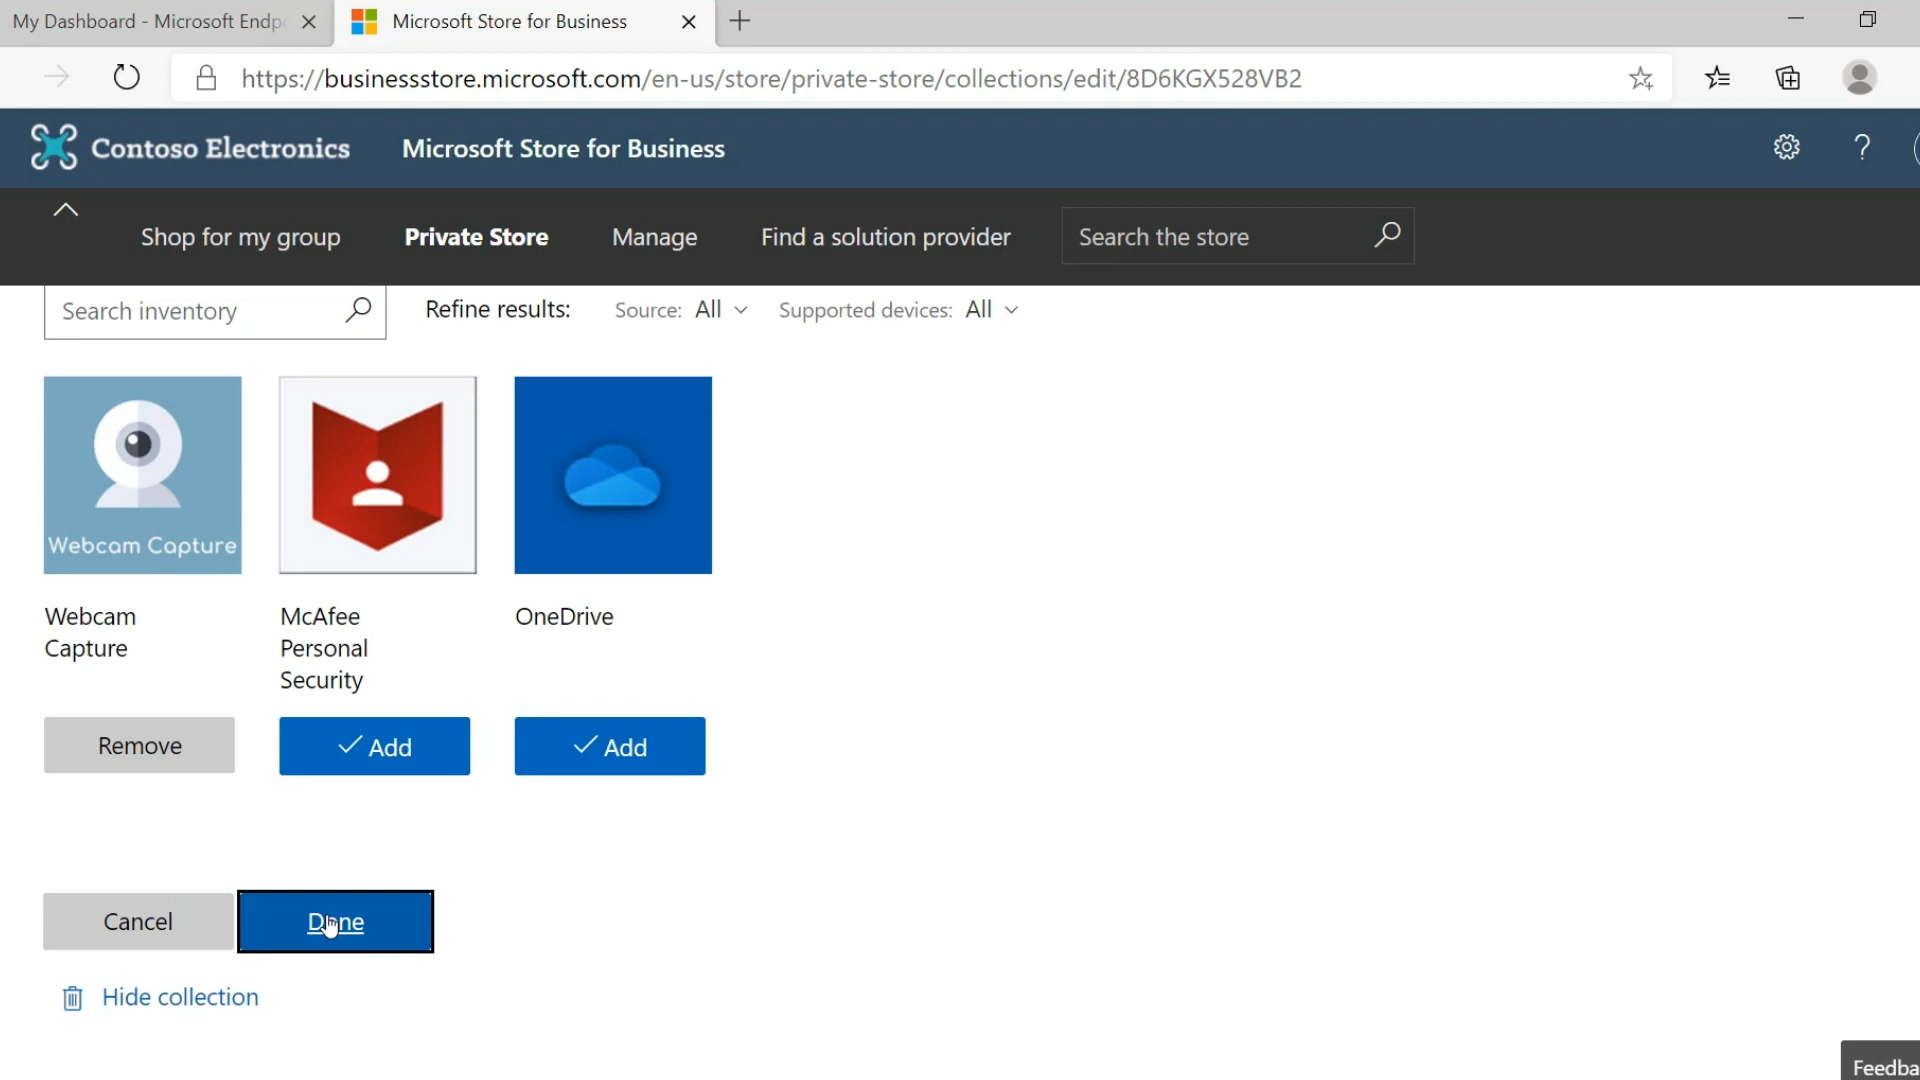 My Dashboard - Microsoft Endp
Microsoft Store for Business
https://businessstore.microsoft.com/en-us/store/private-store/collections/edit/8D6KGX528VB2
Contoso Electronics
Microsoft Store for Business
?
Shop for my group
Private Store
Manage
Find a solution provider
Search the store
Search inventory
Refine results:
Source: All
Supported devices: All
Webcam Capture
Webcam
Capture
McAfee
Personal
Security
OneDrive
Remove
Add
Add
Cancel
Done
Hide collection
Feedba